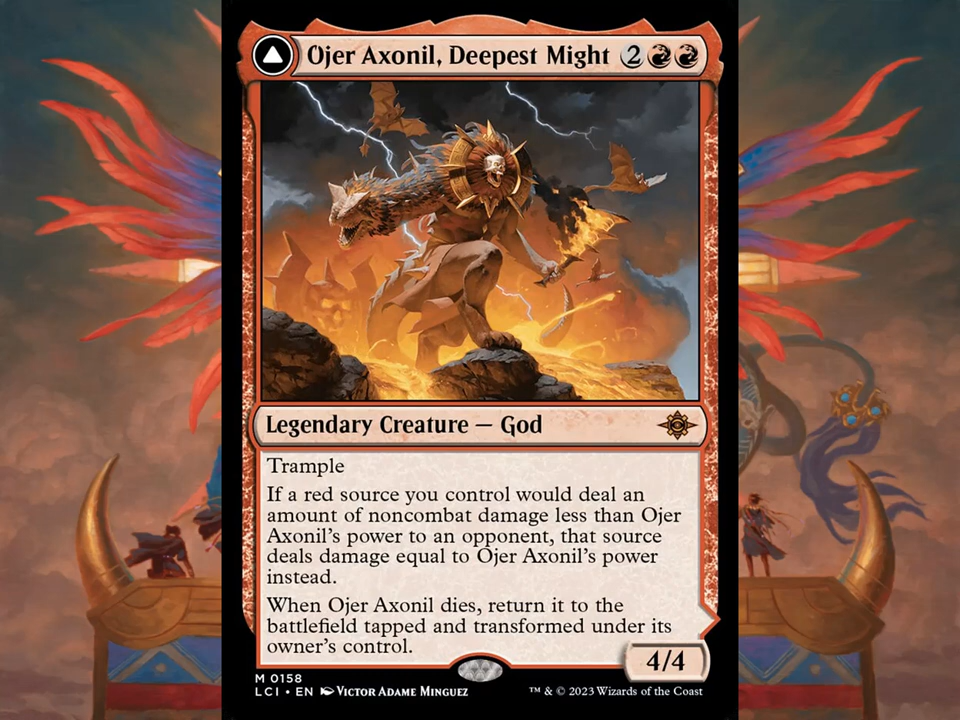 Ojer Axonil, Deepest Might 2
Legendary Creature — God
Trample
If a red source you control would deal an
amount of noncombat damage less than Ojer
Axonil's power to an opponent, that source
deals damage equal to Ojer Axonil's power
instead.
When Ojer Axonil dies, return it to the
battlefield tapped and transformed under its
owner's control.
4/4
M 0158
LCI • EN Victor Adame Minguez
™ & © 2023 Wizards of the Coast